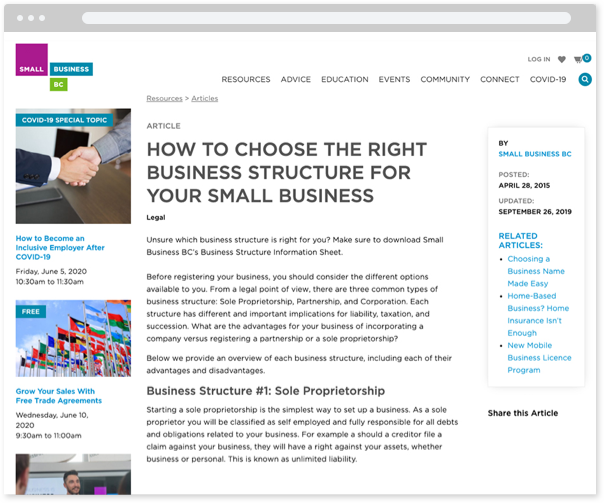 SMALL BUSINESS
BC
LOG IN
0
RESOURCES ADVICE EDUCATION EVENTS COMMUNITY CONNECT COVID-19
Resources > Articles
COVID-19 SPECIAL TOPIC
How to Become an
Inclusive Employer After
COVID-19
Friday, June 5, 2020
10:30am to 11:30am
FREE
Grow Your Sales With
Free Trade Agreements
Wednesday, June 10,
2020
9:30am to 11:00am
ARTICLE
HOW TO CHOOSE THE RIGHT
BUSINESS STRUCTURE FOR
YOUR SMALL BUSINESS
Legal
Unsure which business structure is right for you? Make sure to download Small
Business BC's Business Structure Information Sheet.
Before registering your business, you should consider the different options
available to you. From a legal point of view, there are three common types of
business structure: Sole Proprietorship, Partnership, and Corporation. Each
structure has different and important implications for liability, taxation, and
succession. What are the advantages for your business of incorporating a
company versus registering a partnership or a sole proprietorship?
Below we provide an overview of each business structure, including each of their
advantages and disadvantages.
Business Structure #1: Sole Proprietorship
Starting a sole proprietorship is the simplest way to set up a business. As a sole
proprietor you will be classified as self employed and fully responsible for all debts
and obligations related to your business. For example a should a creditor file a
claim against your business, they will have a right against your assets, whether
business or personal. This is known as unlimited liability.
BY
SMALL BUSINESS BC
POSTED:
APRIL 28, 2015
UPDATED:
SEPTEMBER 26, 2019
RELATED
ARTICLES:
• Choosing a
Business Name
Made Easy
• Home-Based
Business? Home
Insurance Isn't
Enough
• New Mobile
Business Licence
Program
Share this Article